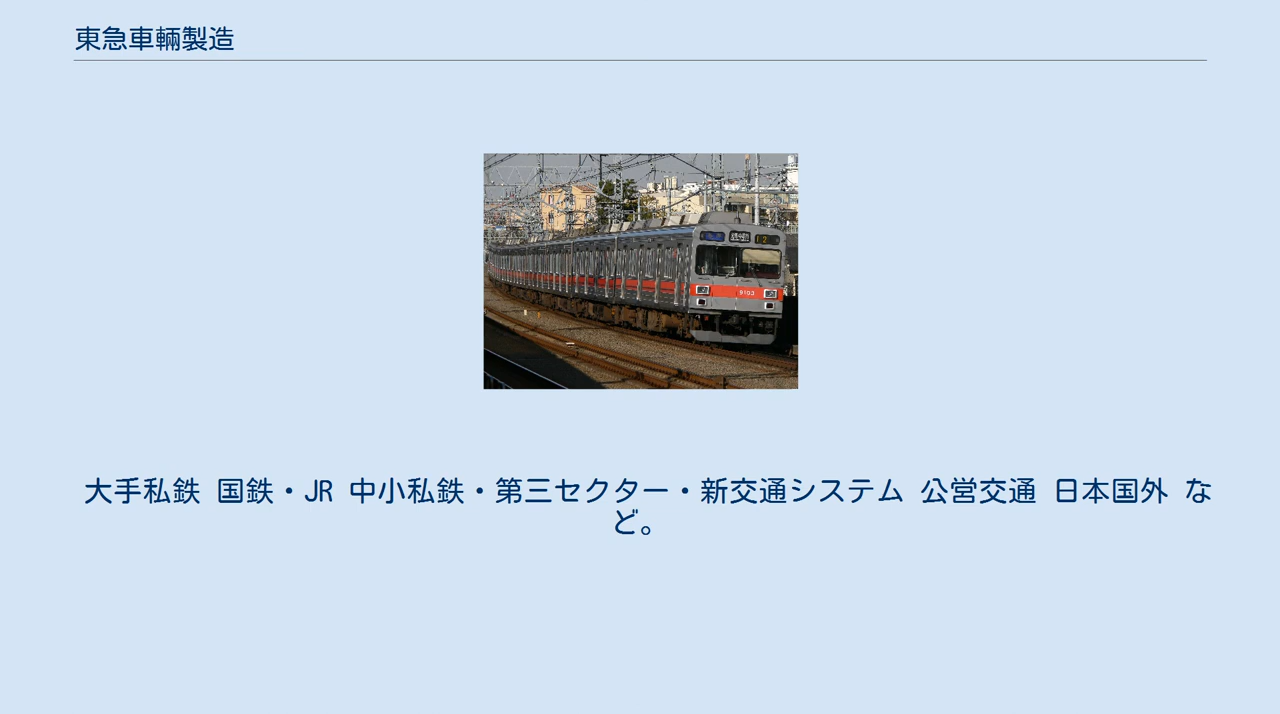 東急車輛製造
9103
大手私鉄 国鉄・JR 中小私鉄・第三セクター・新交通システム 公営交通 日本国外 な
ど。